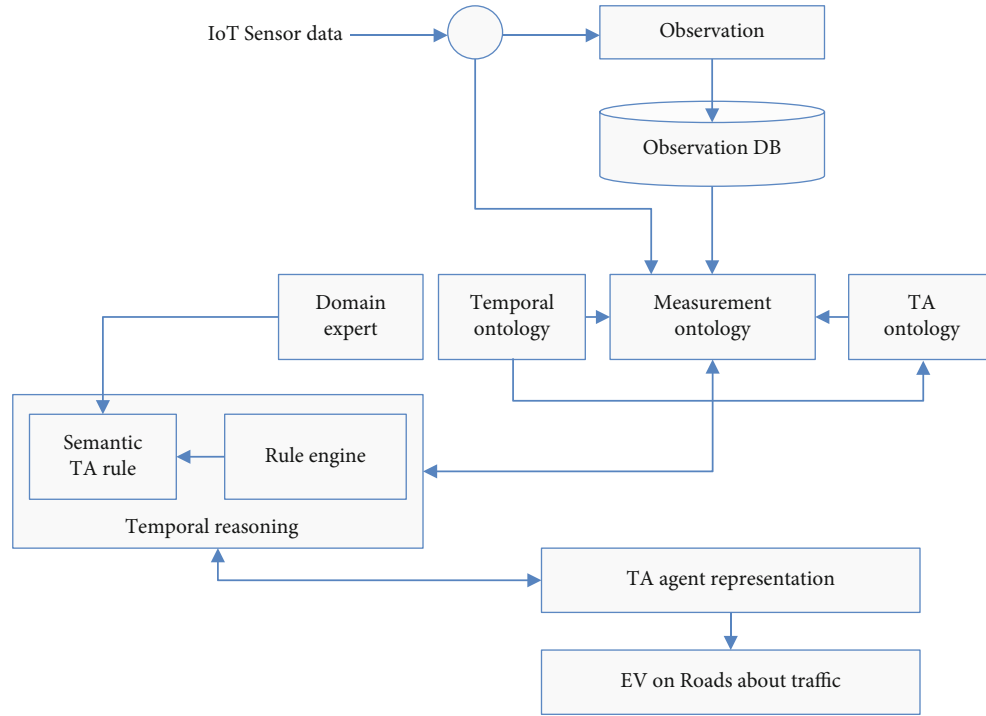 IoT Sensor data
Observation
Observation DB
Domain
expert
Temporal
ontology
Measurement
ontology
TA
ontology
Semantic
TA rule
Rule engine
Temporal reasoning
TA agent representation
EV on Roads about traffic